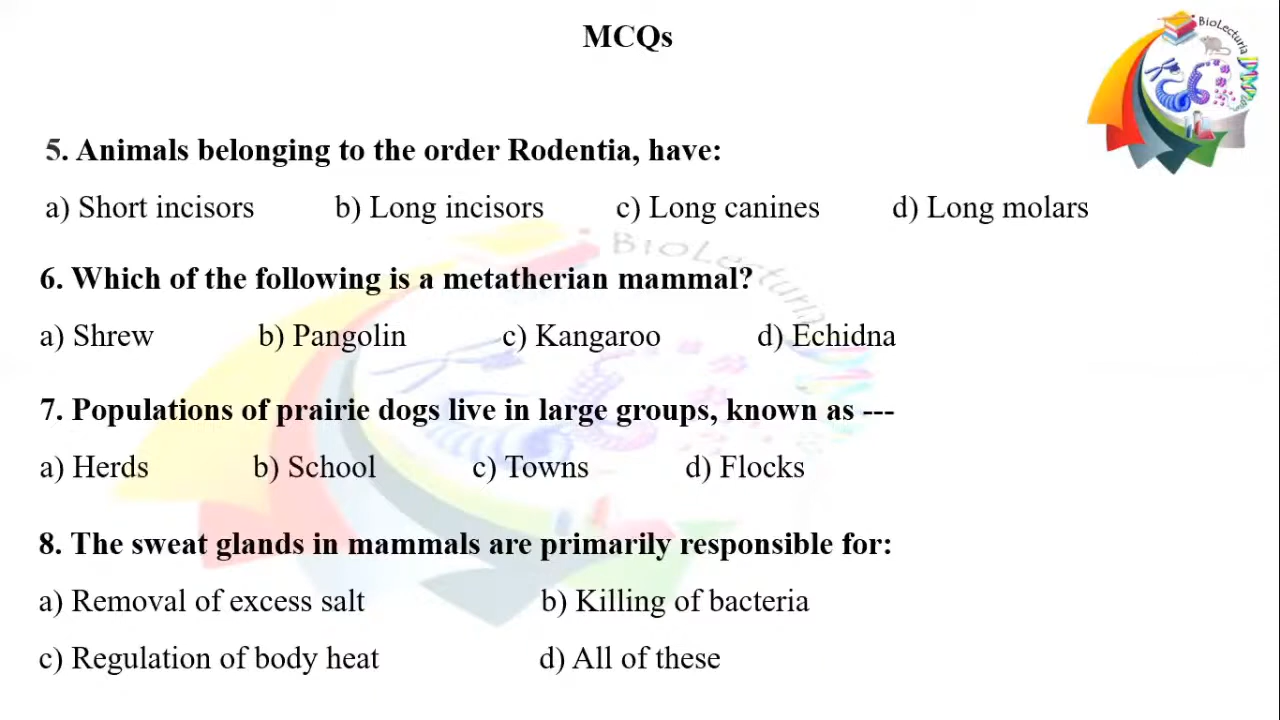 MCQs
BioLecturia
5. Animals belonging to the order Rodentia, have:
a) Short incisors b) Long incisors c) Long canines d) Long molars
BioLecturia
6. Which of the following is a metatherian mammal?
a) Shrew b) Pangolin c) Kangaroo d) Echidna
7. Populations of prairie dogs live in large groups, known as ---
a) Herds b) School c) Towns d) Flocks
8. The sweat glands in mammals are primarily responsible for:
a) Removal of excess salt b) Killing of bacteria
c) Regulation of body heat d) All of these